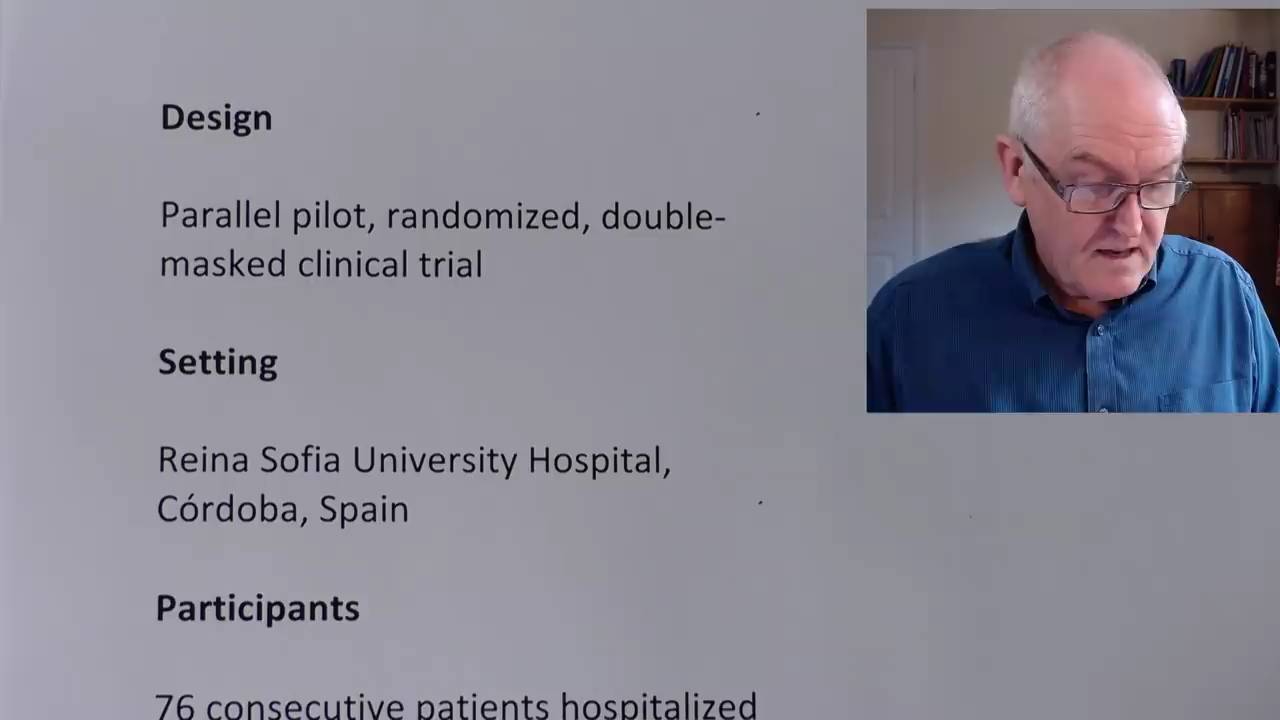 Design
Parallel pilot, randomized, double-
masked clinical trial
Setting
Reina Sofia University Hospital,
Córdoba, Spain
Participants
76 consecutive patients hospitalized